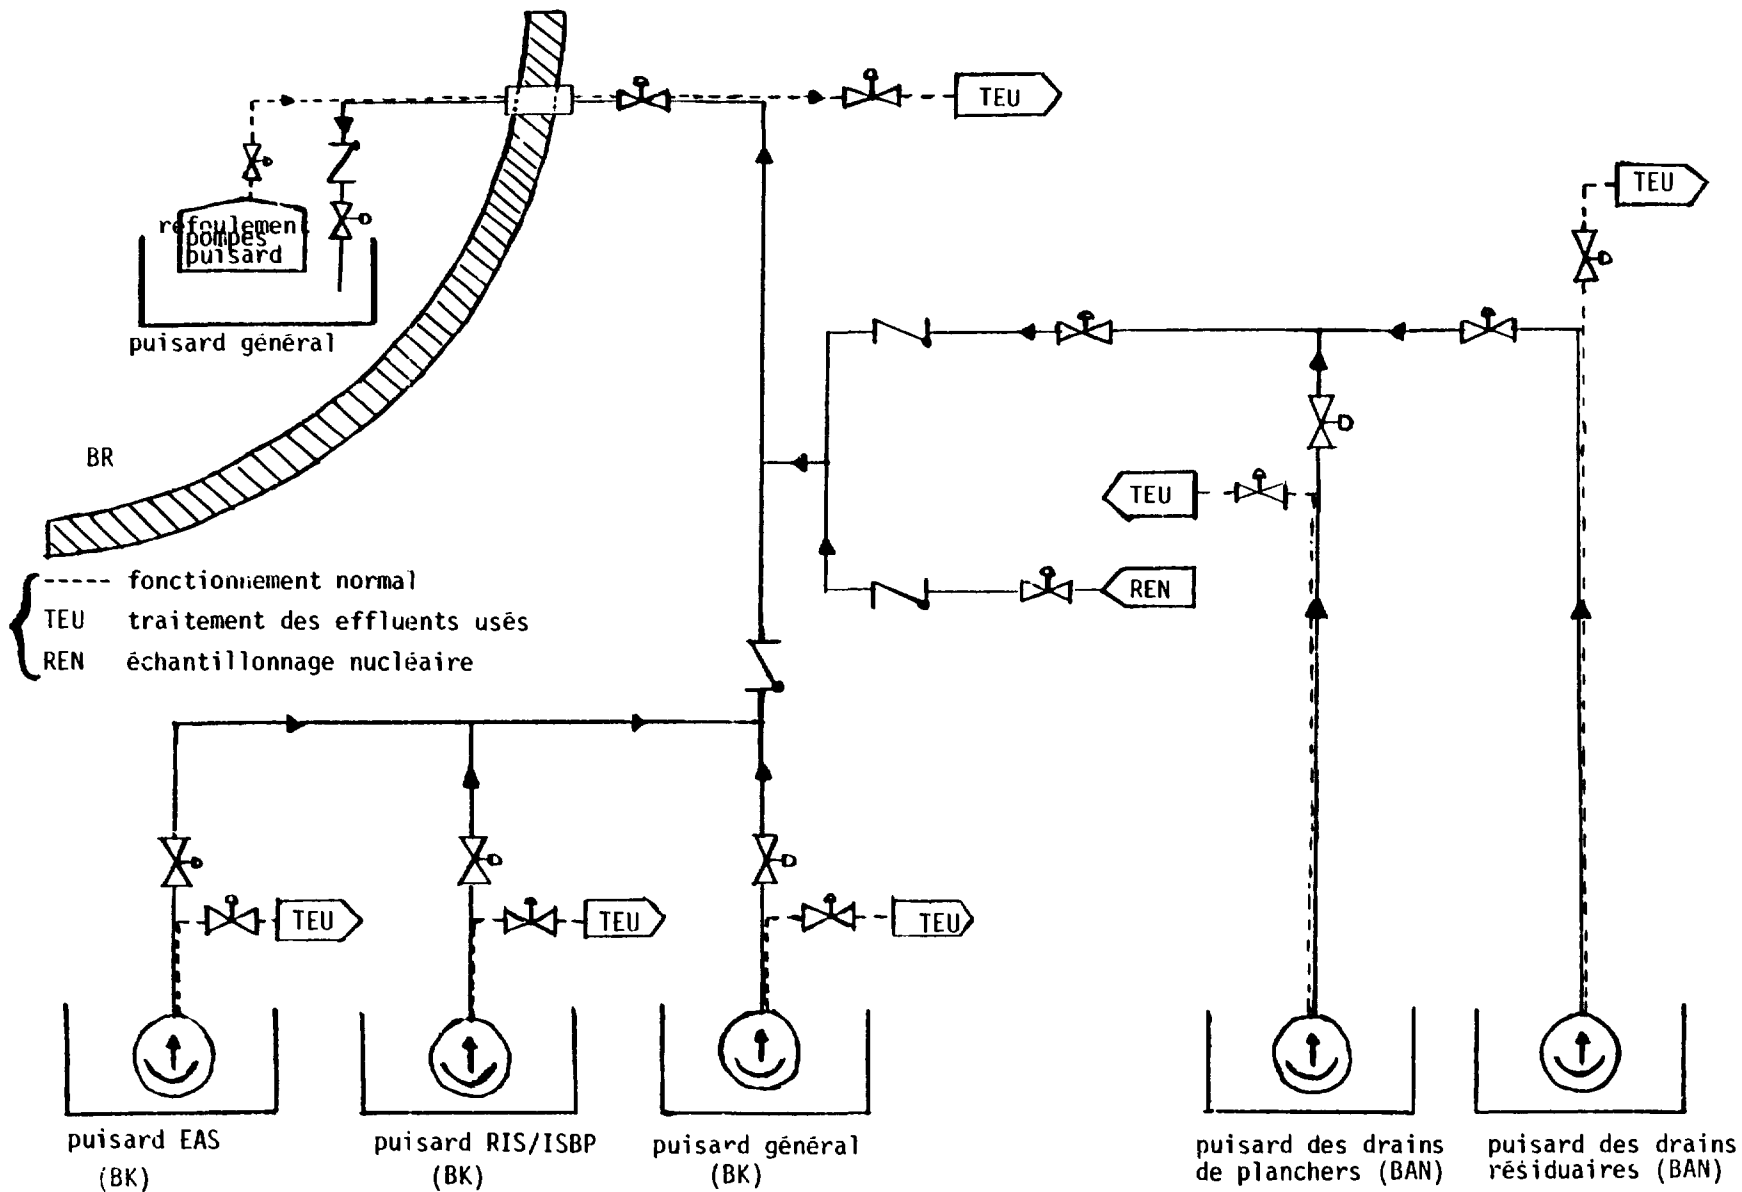 TEU
TEU
refoulement
pompes
puisard
puisard général
BR
TEU
REN
----- fonctionnement normal
TEU traitement des effluents usés
REN échantillonnage nucléaire
TEU
TEU
TEU
puisard EAS
(BK)
puisard RIS/ISBP
(BK)
puisard général
(BK)
puisard des drains
de planchers (BAN)
puisard des drains
résiduaires (BAN)